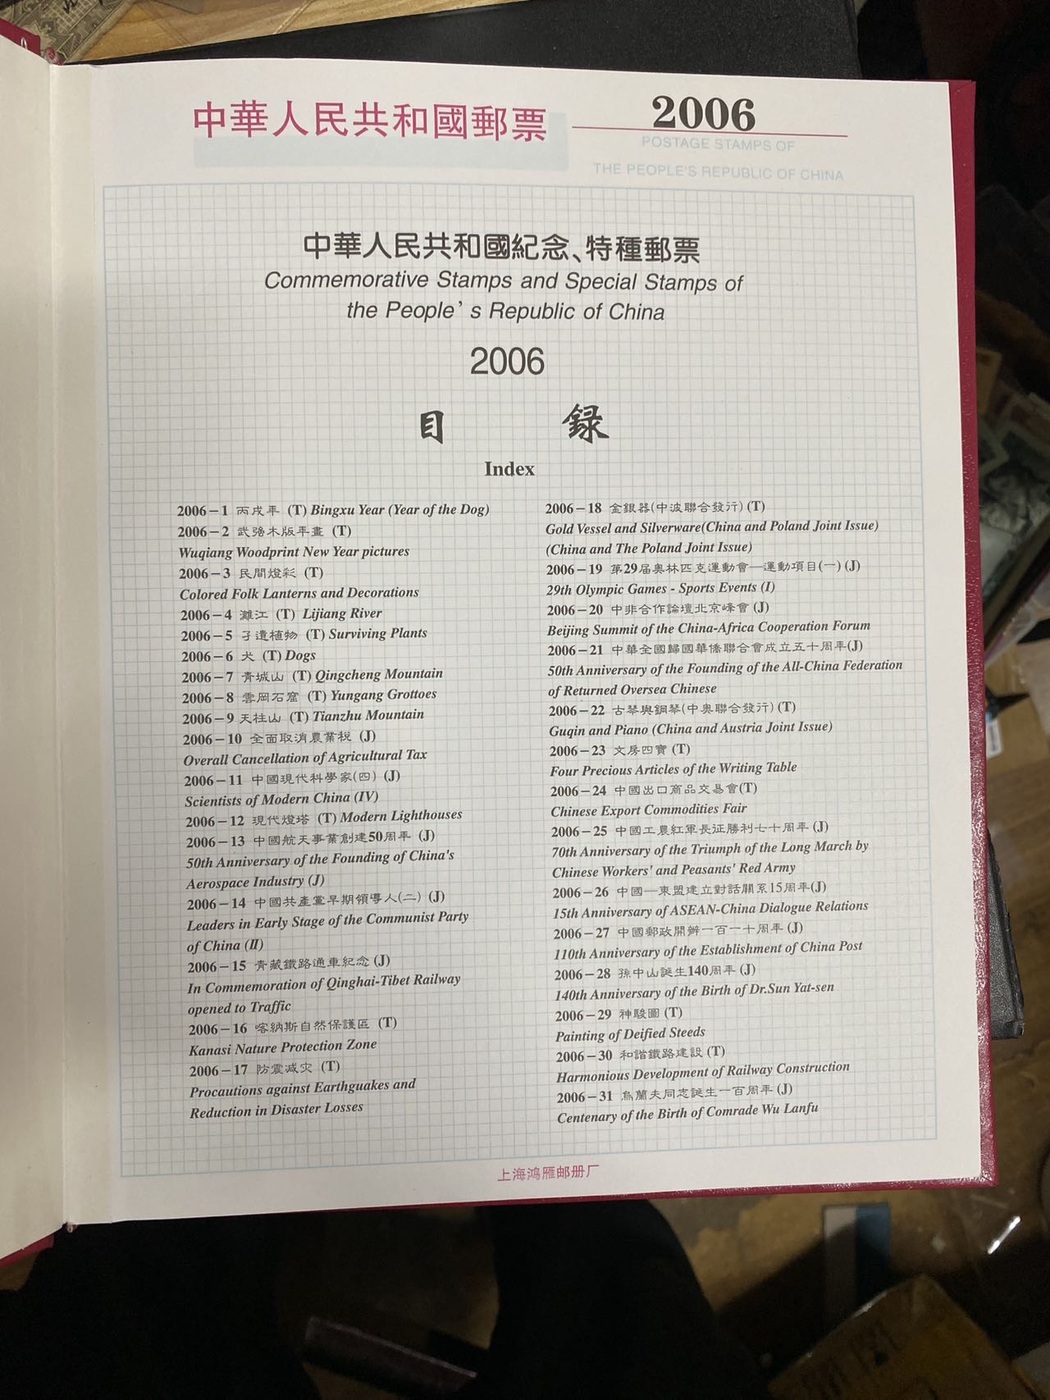 中華人民共和國郵票
2006
POSTAGE STAMPS OF
THE PEOPLE'S REPUBLIC OF CHINA
中華人民共和國紀念、特種郵票
Commemorative Stamps and Special Stamps of
the People's Republic of China
2006
目 録
Index
2006－1 丙戌年 (T) Bingxu Year (Year of the Dog)
2006－2 武强木版年畫 (T)
Wuqiang Woodprint New Year pictures
2006－3 民間燈彩 (T)
Colored Folk Lanterns and Decorations
2006－4 灕江 (T) Lijiang River
2006－5 孑遺植物 (T) Surviving Plants
2006－6 犬 (T) Dogs
2006－7 青城山 (T) Qingcheng Mountain
2006－8 雲岡石窟 (T) Yungang Grottoes
2006－9 天柱山 (T) Tianzhu Mountain
2006－10 全面取消農業稅 (J)
Overall Cancellation of Agricultural Tax
2006－11 中國現代科學家(四) (J)
Scientists of Modern China (IV)
2006－12 現代燈塔 (T) Modern Lighthouses
2006－13 中國航天事業創建50周年 (J)
50th Anniversary of the Founding of China's
Aerospace Industry (J)
2006－14 中國共產黨早期領導人(二) (J)
Leaders in Early Stage of the Communist Party
of China (II)
2006－15 青藏鐵路通車紀念 (J)
In Commemoration of Qinghai-Tibet Railway
opened to Traffic
2006－16 喀納斯自然保護區 (T)
Kanasi Nature Protection Zone
2006－17 防震減灾 (T)
Procautions against Earthguakes and
Reduction in Disaster Losses
2006－18 金銀器(中波聯合發行) (T)
Gold Vessel and Silverware(China and Poland Joint Issue)
(China and The Poland Joint Issue)
2006－19 第29届奥林匹克運動會—運動項目(一) (J)
29th Olympic Games - Sports Events (I)
2006－20 中非合作論壇北京峰會 (J)
Beijing Summit of the China-Africa Cooperation Forum
2006－21 中華全國歸國華僑聯合會成立五十周年(J)
50th Anniversary of the Founding of the All-China Federation
of Returned Oversea Chinese
2006－22 古琴與鋼琴(中奥聯合發行) (T)
Guqin and Piano (China and Austria Joint Issue)
2006－23 文房四寶 (T)
Four Precious Articles of the Writing Table
2006－24 中國出口商品交易會(T)
Chinese Export Commodities Fair
2006－25 中國工農紅軍長征勝利七十周年 (J)
70th Anniversary of the Triumph of the Long March by
Chinese Workers' and Peasants' Red Army
2006－26 中國—東盟建立對話關系15周年(J)
15th Anniversary of ASEAN-China Dialogue Relations
2006－27 中國郵政開辦一百一十周年 (J)
110th Anniversary of the Establishment of China Post
2006－28 孫中山誕生140周年 (J)
140th Anniversary of the Birth of Dr.Sun Yat-sen
2006－29 神駿圖 (T)
Painting of Deified Steeds
2006－30 和諧鐵路建設 (T)
Harmonious Development of Railway Construction
2006－31 烏蘭夫同志誕生一百周年 (J)
Centenary of the Birth of Comrade Wu Lanfu
上海鸿雁邮册厂